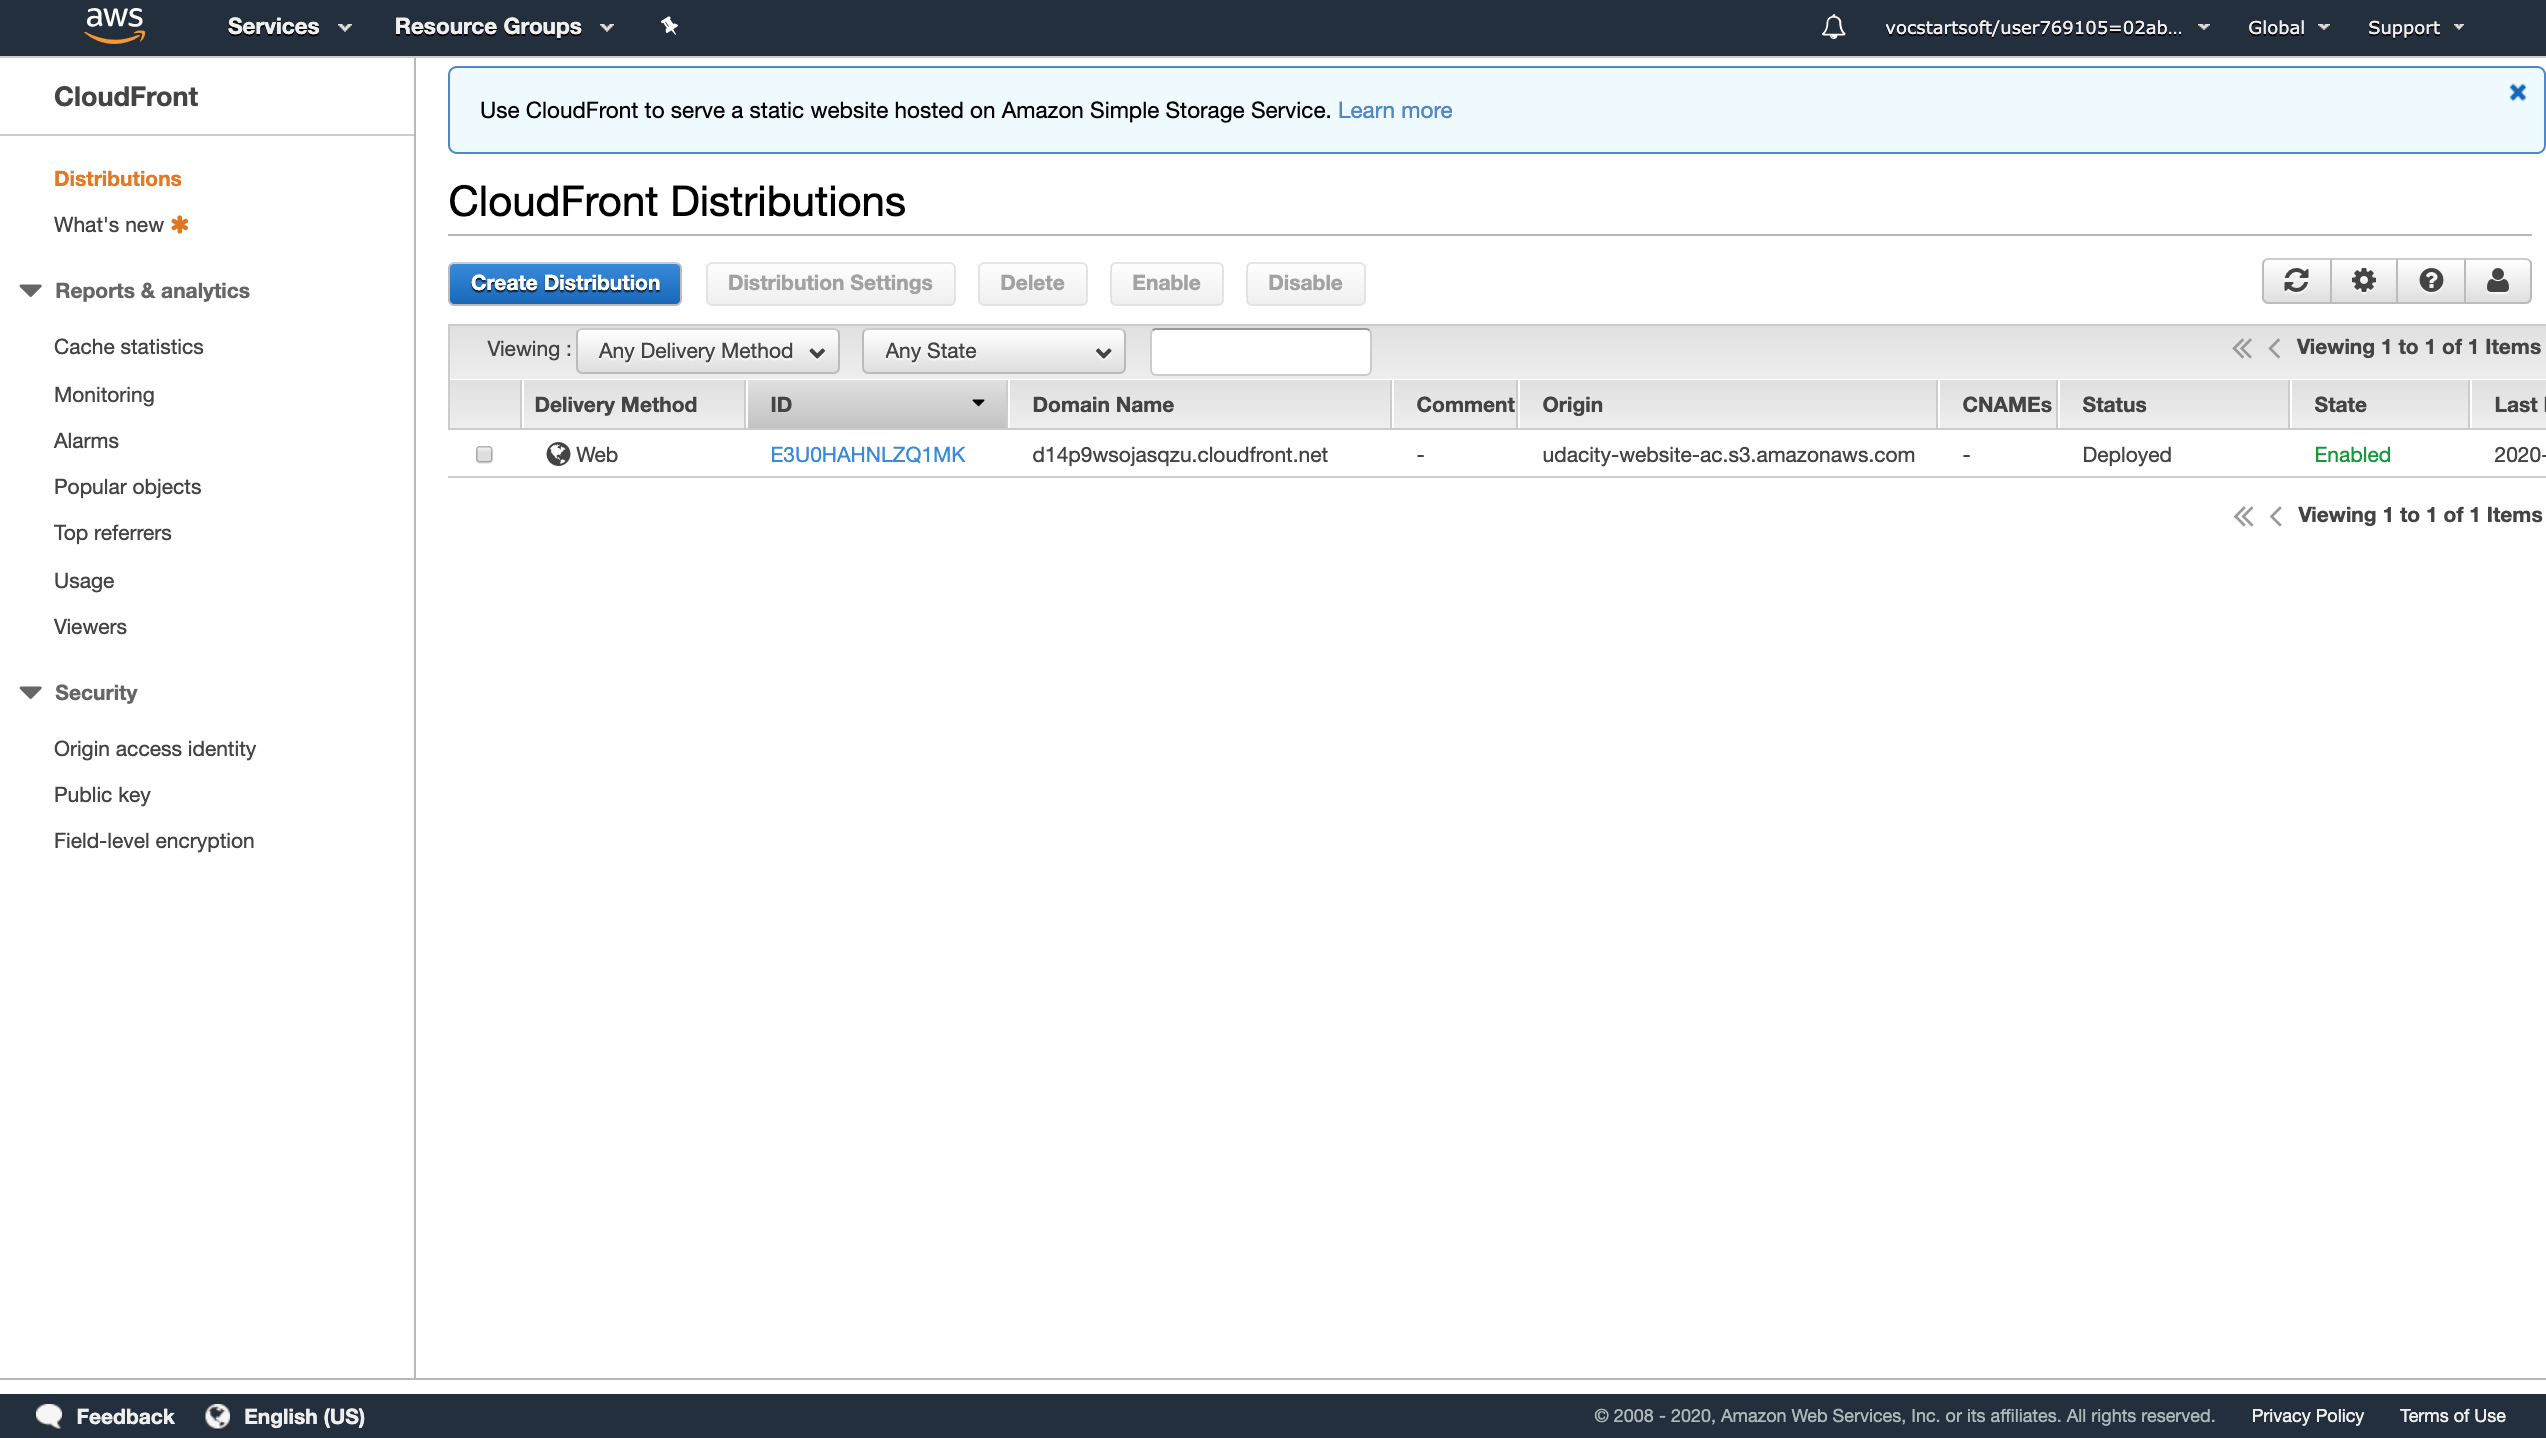 aws Services Resource Groups vocstartsoft/user769105=02ab... Global Support
CloudFront
Distributions
What's new
Reports & analytics
Cache statistics
Monitoring
Alarms
Popular objects
Top referrers
Usage
Viewers
Security
Origin access identity
Public key
Field-level encryption
Use CloudFront to serve a static website hosted on Amazon Simple Storage Service. Learn more
CloudFront Distributions
Create Distribution Distribution Settings Delete Enable Disable
Viewing : Any Delivery Method Any State Viewing 1 to 1 of 1 Items
Delivery Method ID Domain Name Comment Origin CNAMEs Status State Last
Web E3U0HAHNLZQ1MK d14p9wsojasqzu.cloudfront.net - udacity-website-ac.s3.amazonaws.com - Deployed Enabled 2020-
Viewing 1 to 1 of 1 Items
Feedback English (US) © 2008 - 2020, Amazon Web Services, Inc. or its affiliates. All rights reserved. Privacy Policy Terms of Use